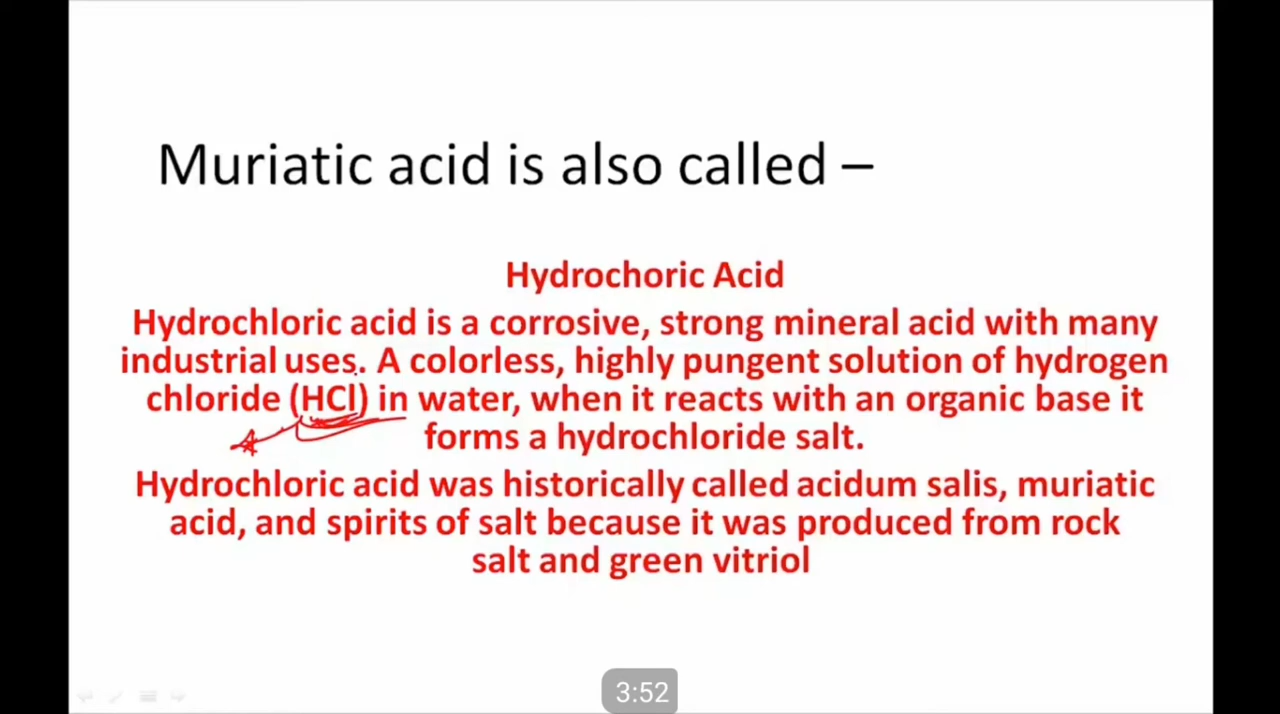 Muriatic acid is also called –
Hydrochoric Acid
Hydrochloric acid is a corrosive, strong mineral acid with many
industrial uses. A colorless, highly pungent solution of hydrogen
chloride (HCl) in water, when it reacts with an organic base it
forms a hydrochloride salt.
Hydrochloric acid was historically called acidum salis, muriatic
acid, and spirits of salt because it was produced from rock
salt and green vitriol
3:52